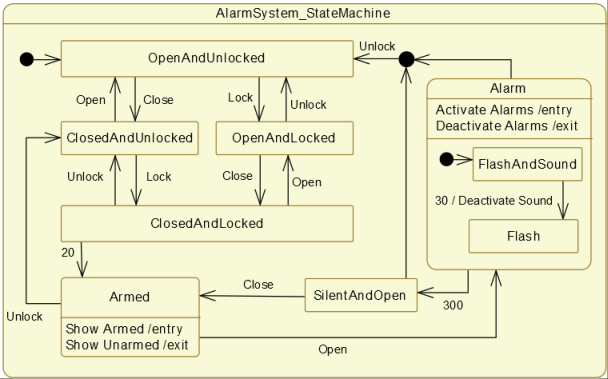 AlarmSystem_StateMachine
OpenAndUnlocked
Unlock
Alarm
Open
Close
Lock
Unlock
Activate Alarms /entry
Deactivate Alarms /exit
ClosedAndUnlocked
OpenAndLocked
FlashAndSound
Unlock
Lock
Close
Open
30 / Deactivate Sound
ClosedAndLocked
Flash
20
Armed
Close
SilentAndOpen
300
Unlock
Show Armed /entry
Show Unarmed /exit
Open